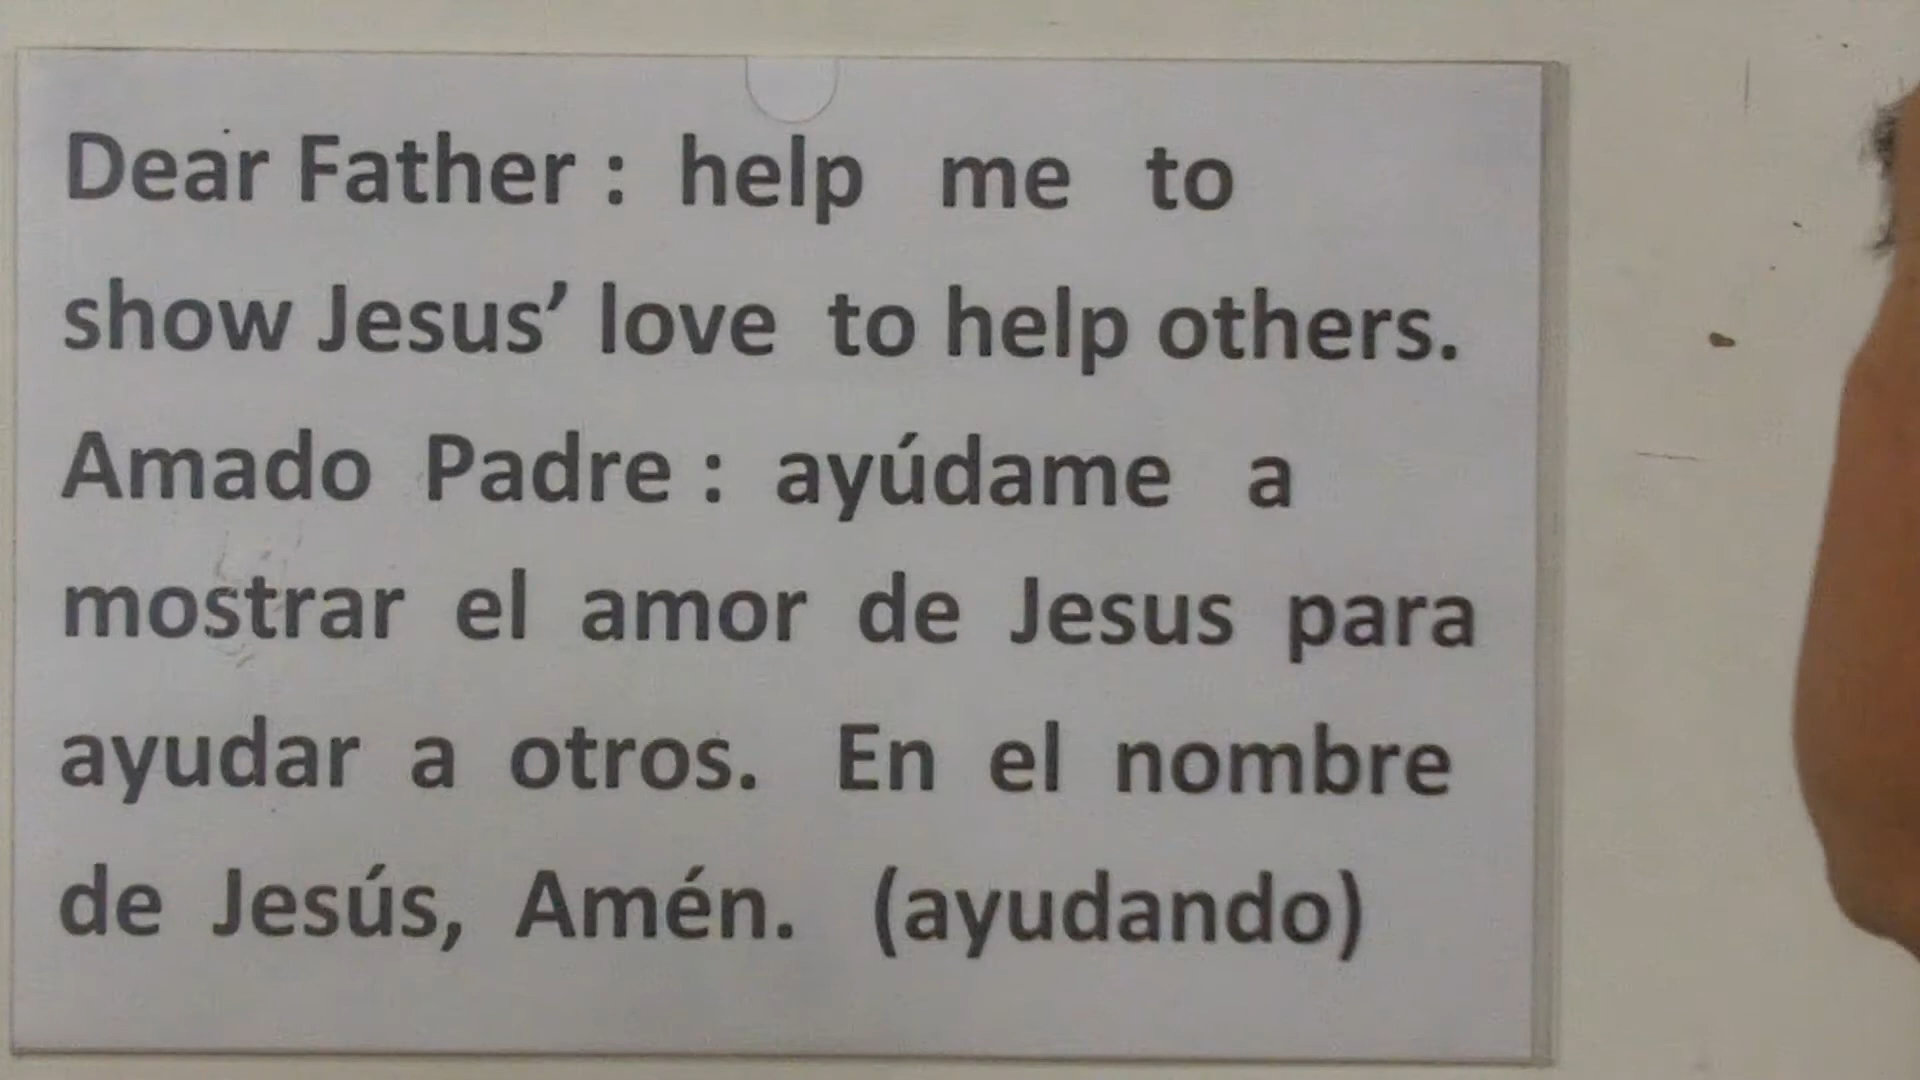 Dear Father : help me to
show Jesus’ love to help others.
Amado Padre : ayúdame a
mostrar el amor de Jesus para
ayudar a otros. En el nombre
de Jesús, Amén. (ayudando)